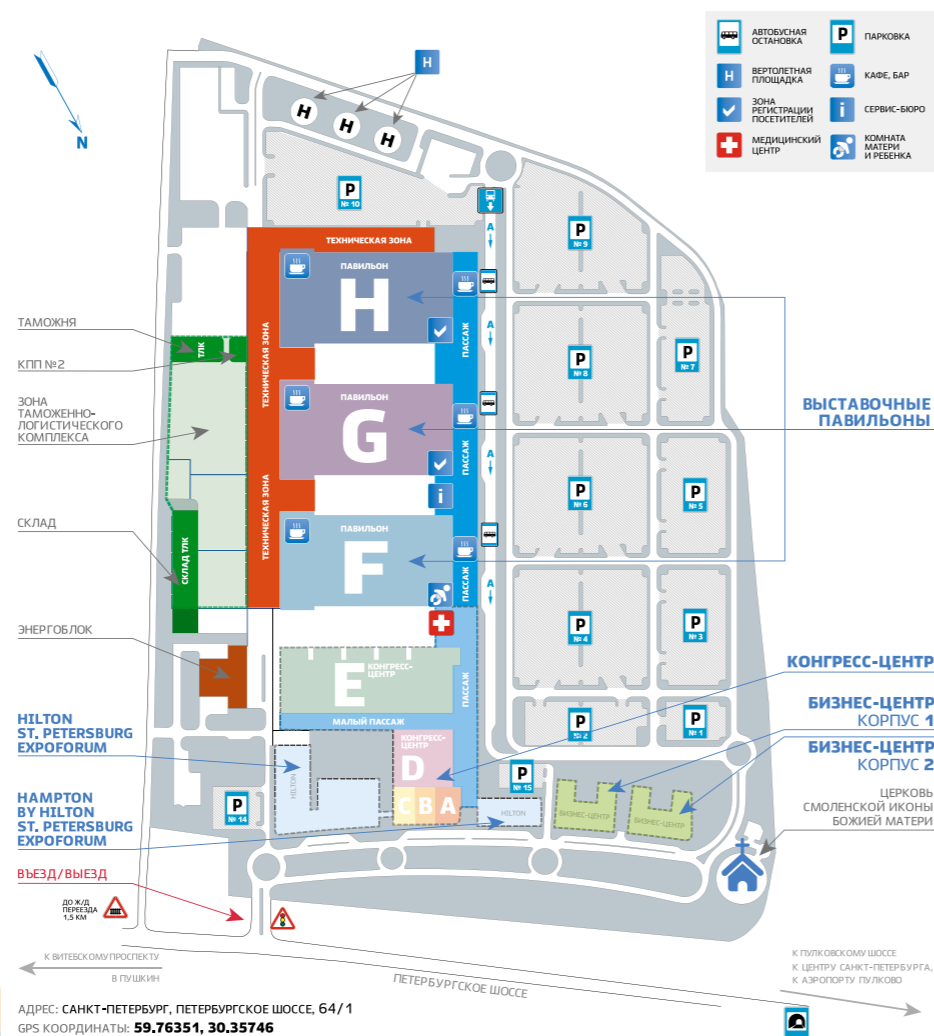 АВТОБУСНАЯ
ОСТАНОВКА
P
ПАРКОВКА
H
ВЕРТОЛЕТНАЯ
ПЛОЩАДКА
КАФЕ, БАР
ЗОНА
РЕГИСТРАЦИИ
ПОСЕТИТЕЛЕЙ
i
СЕРВИС-БЮРО
МЕДИЦИНСКИЙ
ЦЕНТР
КОМНАТА
МАТЕРИ
И РЕБЕНКА
N
H
H
H
H
P
№ 10
A
P
№ 9
ТЕХНИЧЕСКАЯ ЗОНА
ПАВИЛЬОН
H
ПАССАЖ
A
ТЕХНИЧЕСКАЯ ЗОНА
P
№ 8
P
№ 7
ТАМОЖНЯ
ТЛК
КПП №2
ЗОНА
ТАМОЖЕННО-
ЛОГИСТИЧЕСКОГО
КОМПЛЕКСА
ПАВИЛЬОН
G
ПАССАЖ
A
i
ВЫСТАВОЧНЫЕ
ПАВИЛЬОНЫ
P
№ 6
P
№ 5
ТЕХНИЧЕСКАЯ ЗОНА
СКЛАД
СКЛАД ТЛК
ПАВИЛЬОН
F
ПАССАЖ
A
P
№ 4
P
№ 3
ЭНЕРГОБЛОК
E
КОНГРЕСС-
ЦЕНТР
ПАССАЖ
МАЛЫЙ ПАССАЖ
КОНГРЕСС-ЦЕНТР
P
№ 2
P
№ 1
БИЗНЕС-ЦЕНТР
КОРПУС 1
БИЗНЕС-ЦЕНТР
КОРПУС 2
HILTON
ST. PETERSBURG
EXPOFORUM
HILTON
КОНГРЕСС-
ЦЕНТР
D
C B A
P
№ 15
HILTON
БИЗНЕС-ЦЕНТР
БИЗНЕС-ЦЕНТР
ЦЕРКОВЬ
СМОЛЕНСКОЙ ИКОНЫ
БОЖИЕЙ МАТЕРИ
HAMPTON
BY HILTON
ST. PETERSBURG
EXPOFORUM
P
№ 14
ВЪЕЗД/ВЫЕЗД
ДО Ж/Д
ПЕРЕЕЗДА
1,5 КМ
К ВИТЕБСКОМУ ПРОСПЕКТУ
В ПУШКИН
ПЕТЕРБУРГСКОЕ ШОССЕ
К ПУЛКОВСКОМУ ШОССЕ
К ЦЕНТРУ САНКТ-ПЕТЕРБУРГА,
К АЭРОПОРТУ ПУЛКОВО
АДРЕС: САНКТ-ПЕТЕРБУРГ, ПЕТЕРБУРГСКОЕ ШОССЕ, 64/1
GPS КООРДИНАТЫ: 59.76351, 30.35746